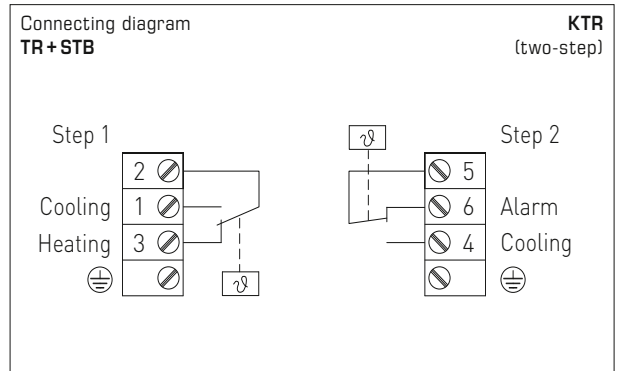 Connecting diagram
TR+STB
KTR
(two-step)
Step 1
2
Cooling 1
Heating 3
ϑ
ϑ
Step 2
5
6 Alarm
4 Cooling